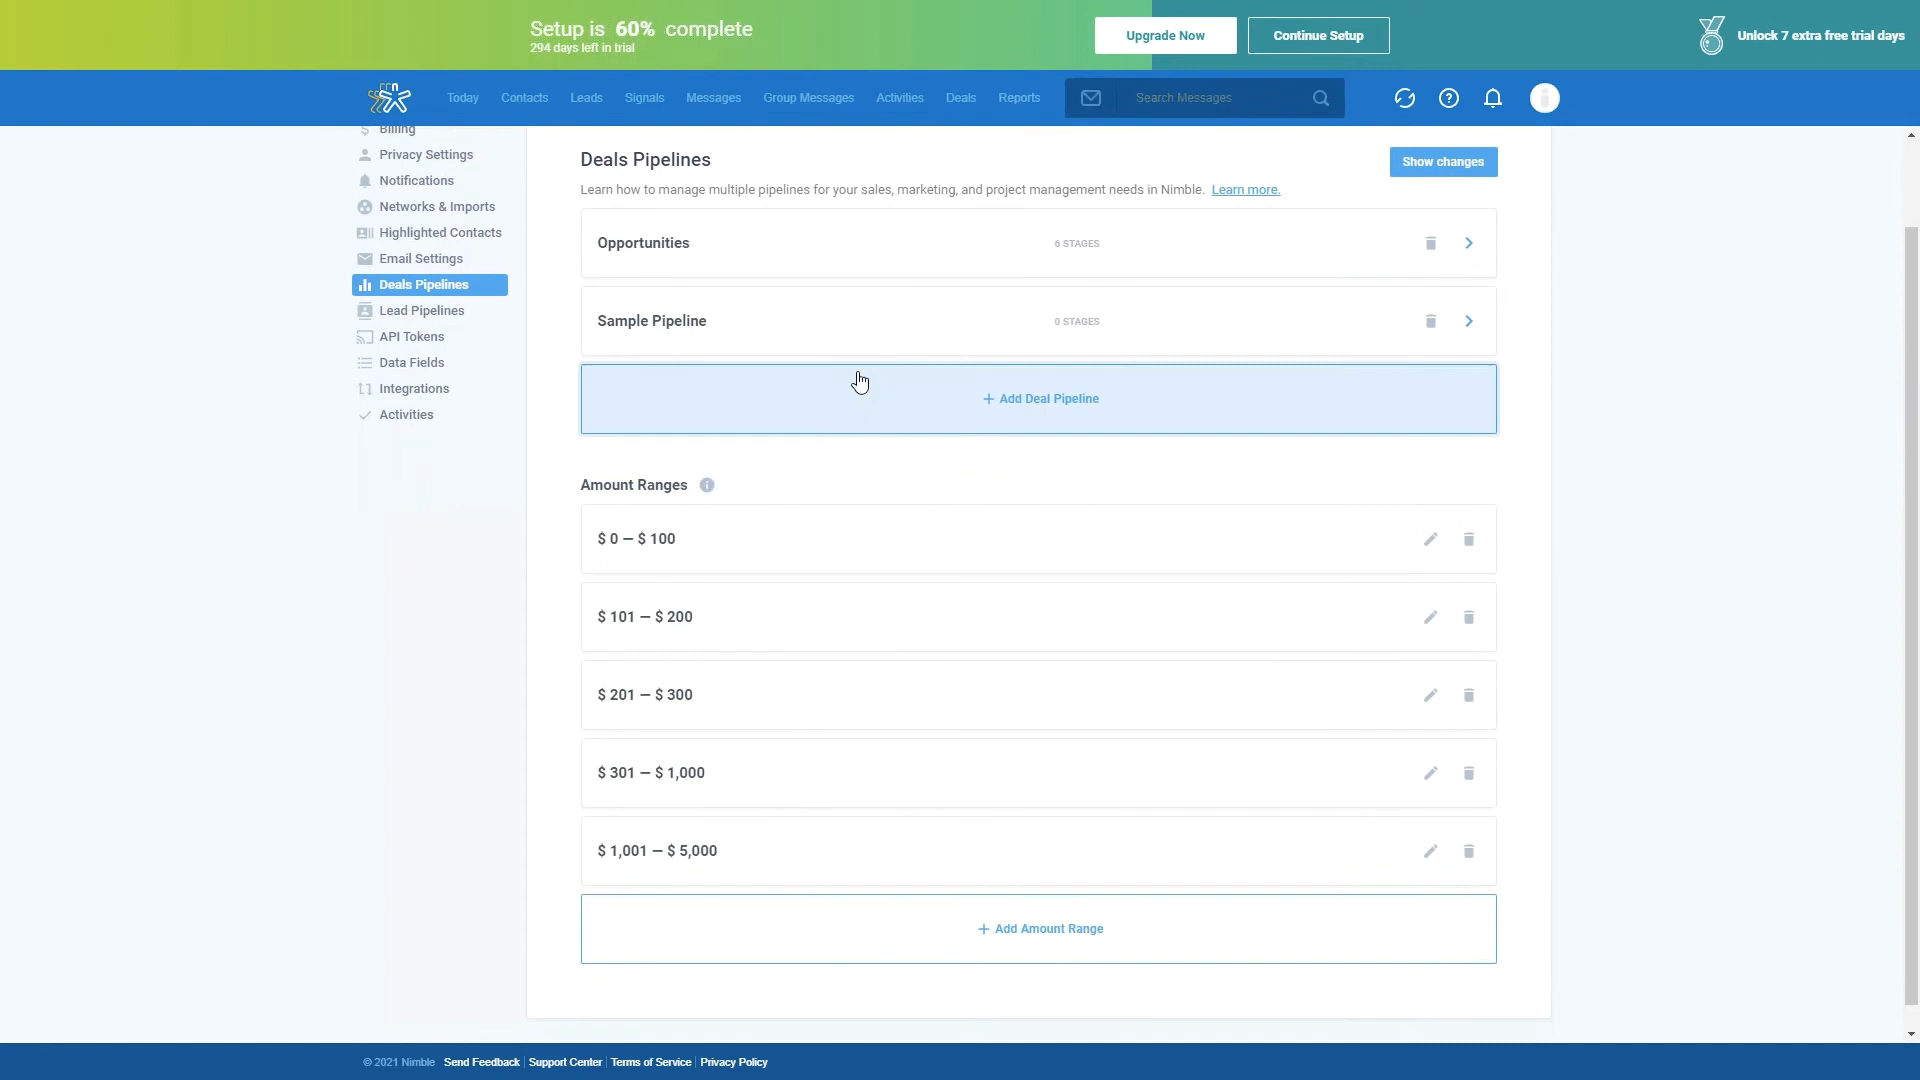 Setup is 60% complete
294 days left in trial
Upgrade Now
Continue Setup
Unlock 7 extra free trial days
Today
Contacts
Leads
Signals
Messages
Group Messages
Activities
Deals
Reports
Search Messages
Billing
Privacy Settings
Notifications
Networks & Imports
Highlighted Contacts
Email Settings
Deals Pipelines
Lead Pipelines
API Tokens
Data Fields
Integrations
Activities
Deals Pipelines
Show changes
Learn how to manage multiple pipelines for your sales, marketing, and project management needs in Nimble. Learn more.
Opportunities
6 STAGES
Sample Pipeline
0 STAGES
+ Add Deal Pipeline
Amount Ranges
$ 0 — $ 100
$ 101 — $ 200
$ 201 — $ 300
$ 301 — $ 1,000
$ 1,001 — $ 5,000
+ Add Amount Range
© 2021 Nimble Send Feedback | Support Center | Terms of Service | Privacy Policy